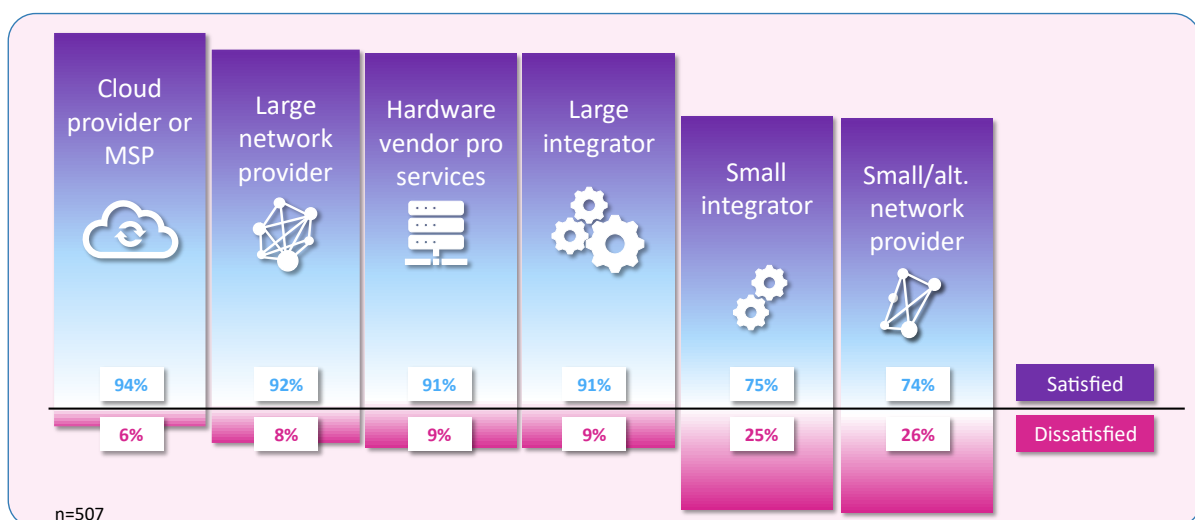 Cloud
provider or
MSP
Large
network
provider
Hardware
vendor pro
services
Large
integrator
Small
integrator
Small/alt.
network
provider
94%
92%
91%
91%
75%
74%
Satisfied
6%
8%
9%
9%
25%
26%
Dissatisfied
n=507